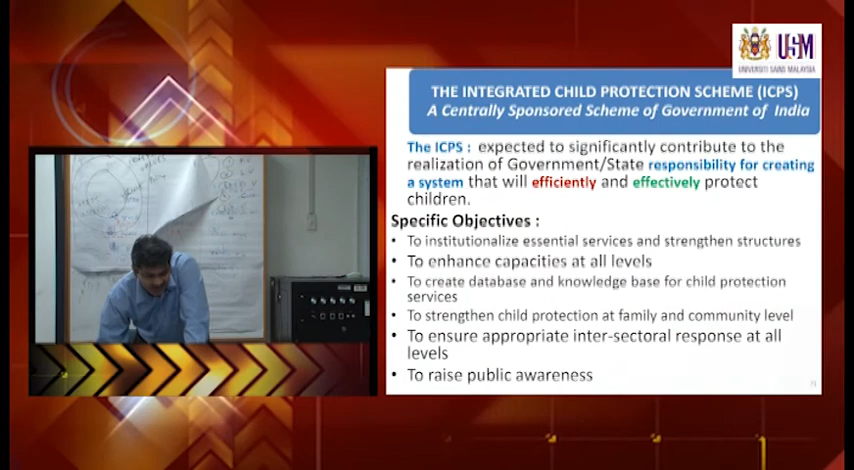 USM
UNIVERSITI SAINS MALAYSIA
THE INTEGRATED CHILD PROTECTION SCHEME (ICPS)
A Centrally Sponsored Scheme of Government of India
The ICPS : expected to significantly contribute to the
realization of Government/State responsibility for creating
a system that will efficiently and effectively protect
children.
Specific Objectives :
• To institutionalize essential services and strengthen structures
• To enhance capacities at all levels
• To create database and knowledge base for child protection
services
• To strengthen child protection at family and community level
• To ensure appropriate inter-sectoral response at all
levels
• To raise public awareness